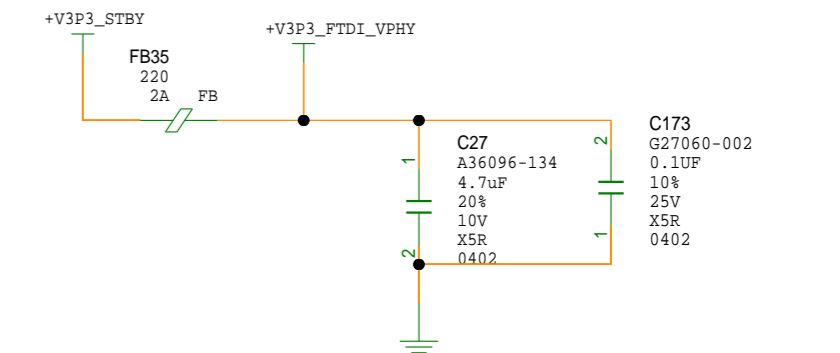 +V3P3_STBY
+V3P3_FTDI_VPHY
FB35
220
2A
FB
C27
A36096-134
4.7uF
20%
10V
X5R
0402
1
2
C173
G27060-002
0.1UF
10%
25V
X5R
0402
2
1